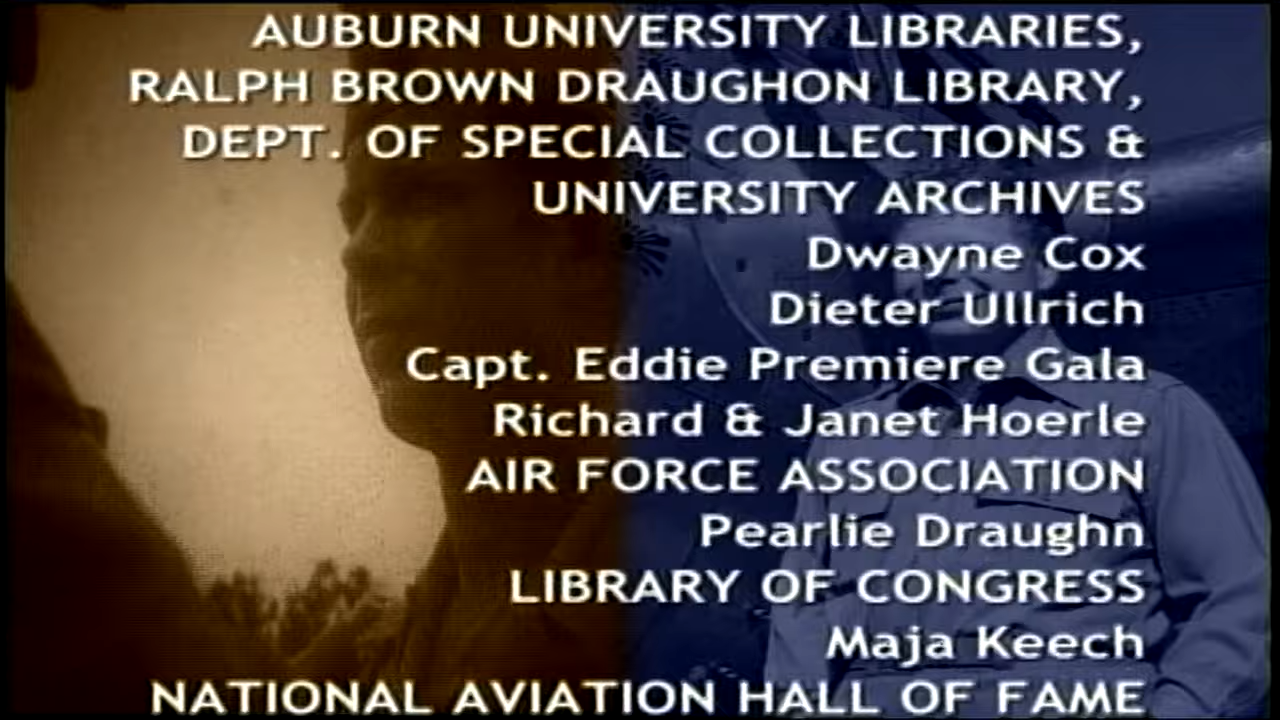 AUBURN UNIVERSITY LIBRARIES,
RALPH BROWN DRAUGHON LIBRARY,
DEPT. OF SPECIAL COLLECTIONS &
UNIVERSITY ARCHIVES
Dwayne Cox
Dieter Ullrich
Capt. Eddie Premiere Gala
Richard & Janet Hoerle
AIR FORCE ASSOCIATION
Pearlie Draughn
LIBRARY OF CONGRESS
Maja Keech
NATIONAL AVIATION HALL OF FAME